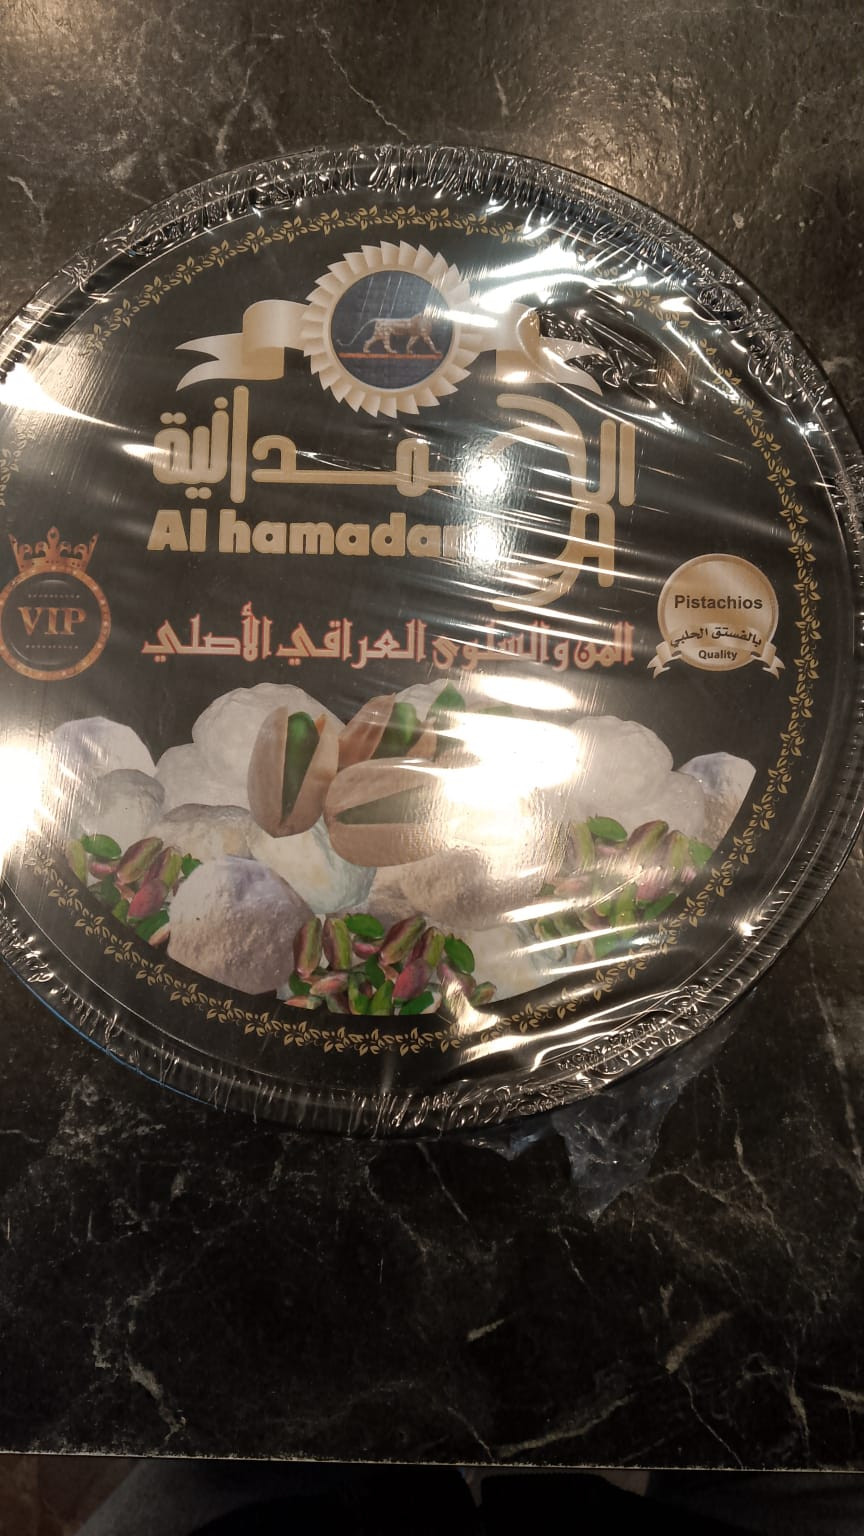 الحمدانية
Al hamadan
VIP
Pistachios
بالفستق الحلبي
Quality
المن والسلوى العراقي الأصلي